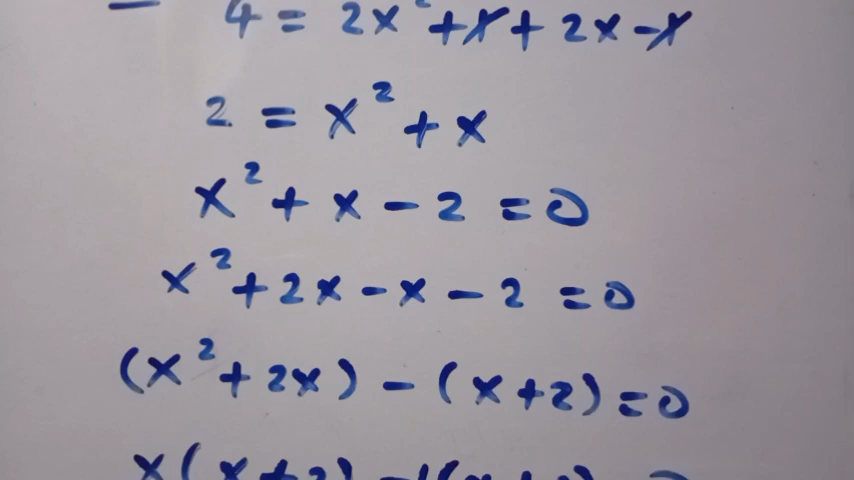 4 = 2x² + x + 2x - x
2 = x² + x
x² + x - 2 = 0
x² + 2x - x - 2 = 0
(x² + 2x) - (x + 2) = 0